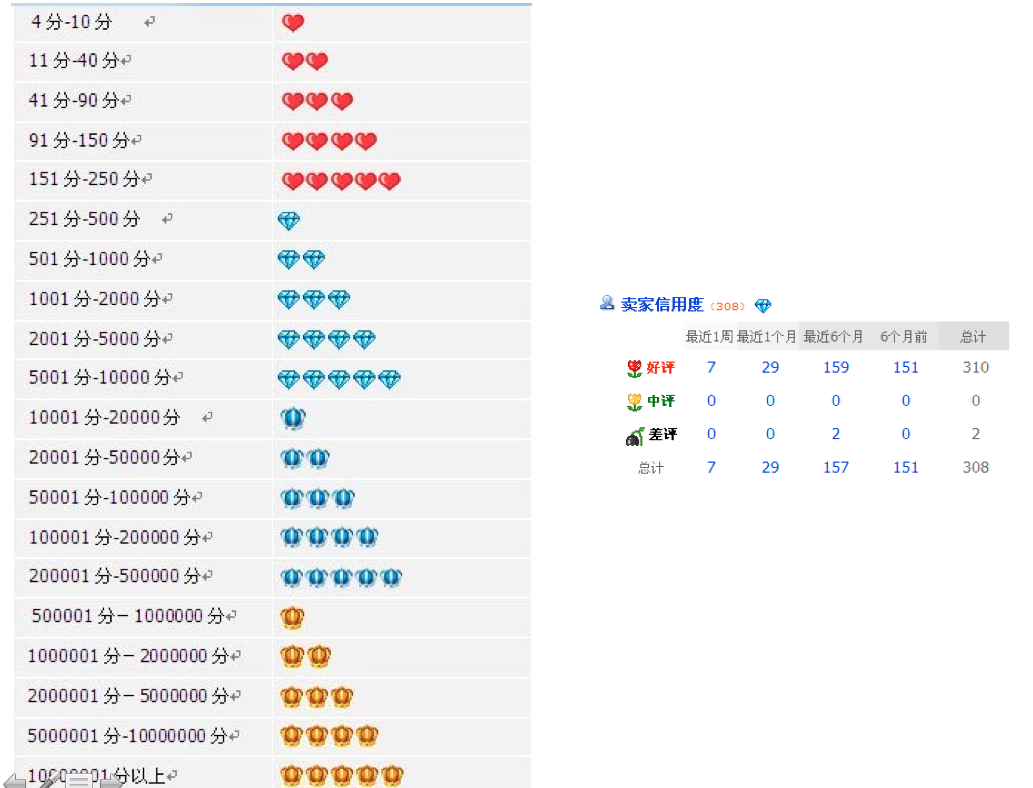 4 分-10 分
11 分-40 分
41 分-90 分
91 分-150 分
151 分-250 分
251 分-500 分
501 分-1000 分
1001 分-2000 分
2001 分-5000 分
5001 分-10000 分
10001 分-20000 分
20001 分-50000 分
50001 分-100000 分
100001 分-200000 分
200001 分-500000 分
500001 分− 1000000 分
1000001 分− 2000000 分
2000001 分− 5000000 分
5000001 分-10000000 分
10000001 分以上
卖家信用度 (308)
最近1周 最近1个月 最近6个月 6个月前 总计
好评 7 29 159 151 310
中评 0 0 0 0 0
差评 0 0 2 0 2
总计 7 29 157 151 308